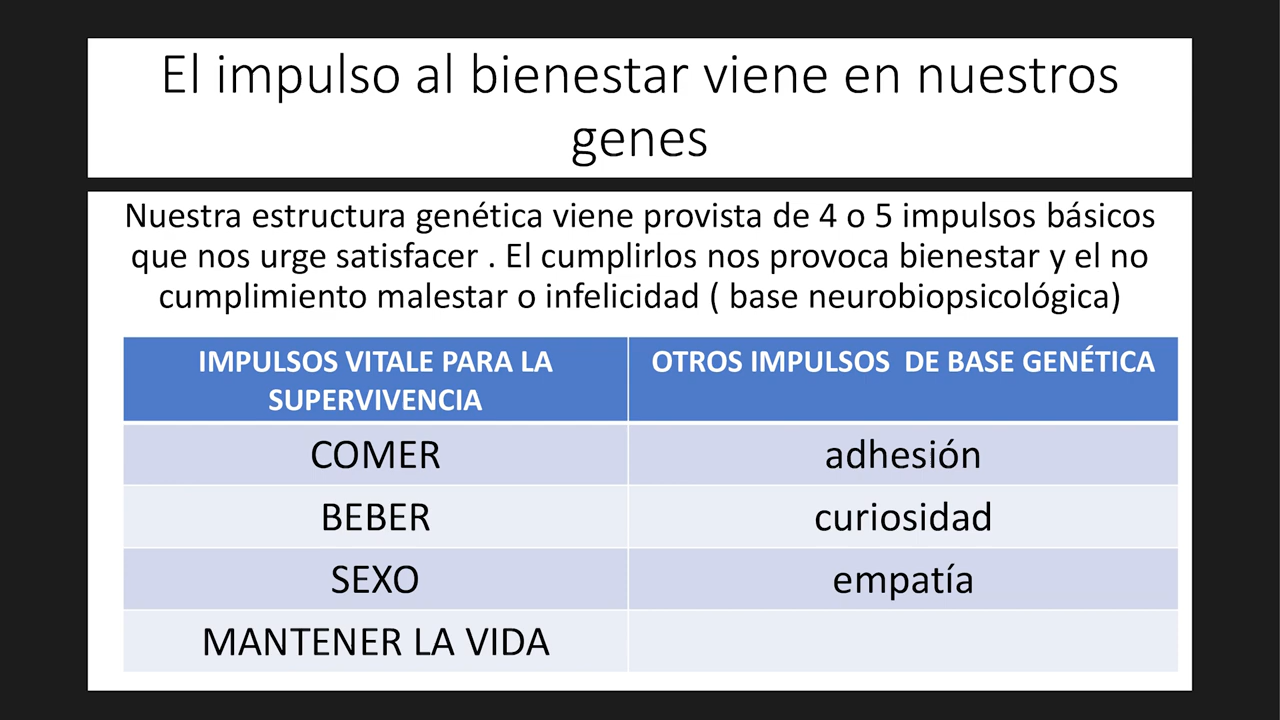 El impulso al bienestar viene en nuestros
genes
Nuestra estructura genética viene provista de 4 o 5 impulsos básicos
que nos urge satisfacer . El cumplirlos nos provoca bienestar y el no
cumplimiento malestar o infelicidad ( base neurobiopsicológica)
IMPULSOS VITALE PARA LA
SUPERVIVENCIA
OTROS IMPULSOS  DE BASE GENÉTICA
COMER
adhesión
BEBER
curiosidad
SEXO
empatía
MANTENER LA VIDA